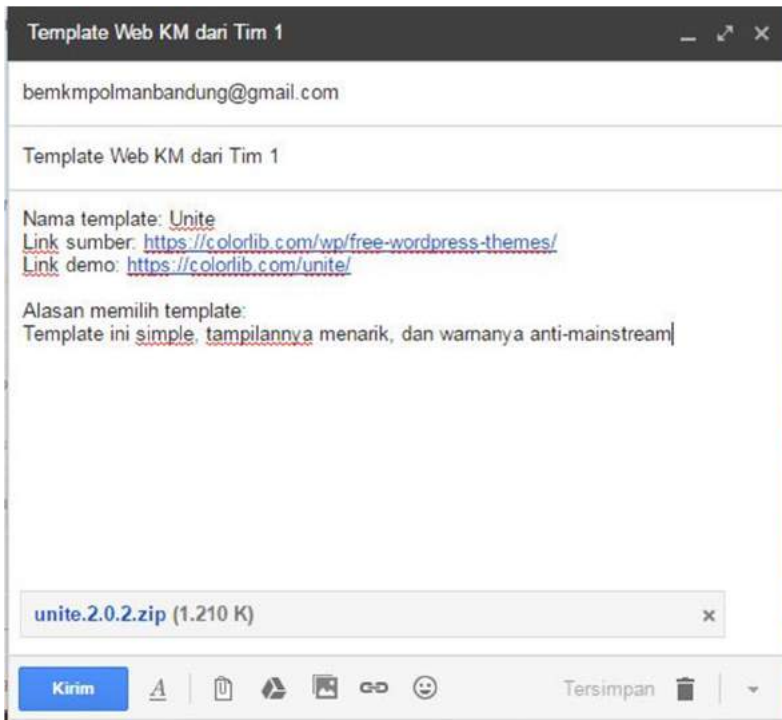 Template Web KM dari Tim 1
bemkmpolmanbandung@gmail.com
Template Web KM dari Tim 1
Nama template: Unite
Link sumber: https://colorlib.com/wp/free-wordpress-themes/
Link demo: https://colorlib.com/unite/
Alasan memilih template:
Template ini simple, tampilannya menarik, dan warnanya anti-mainstream
unite.2.0.2.zip (1.210 K)
Kirim A Tersimpan